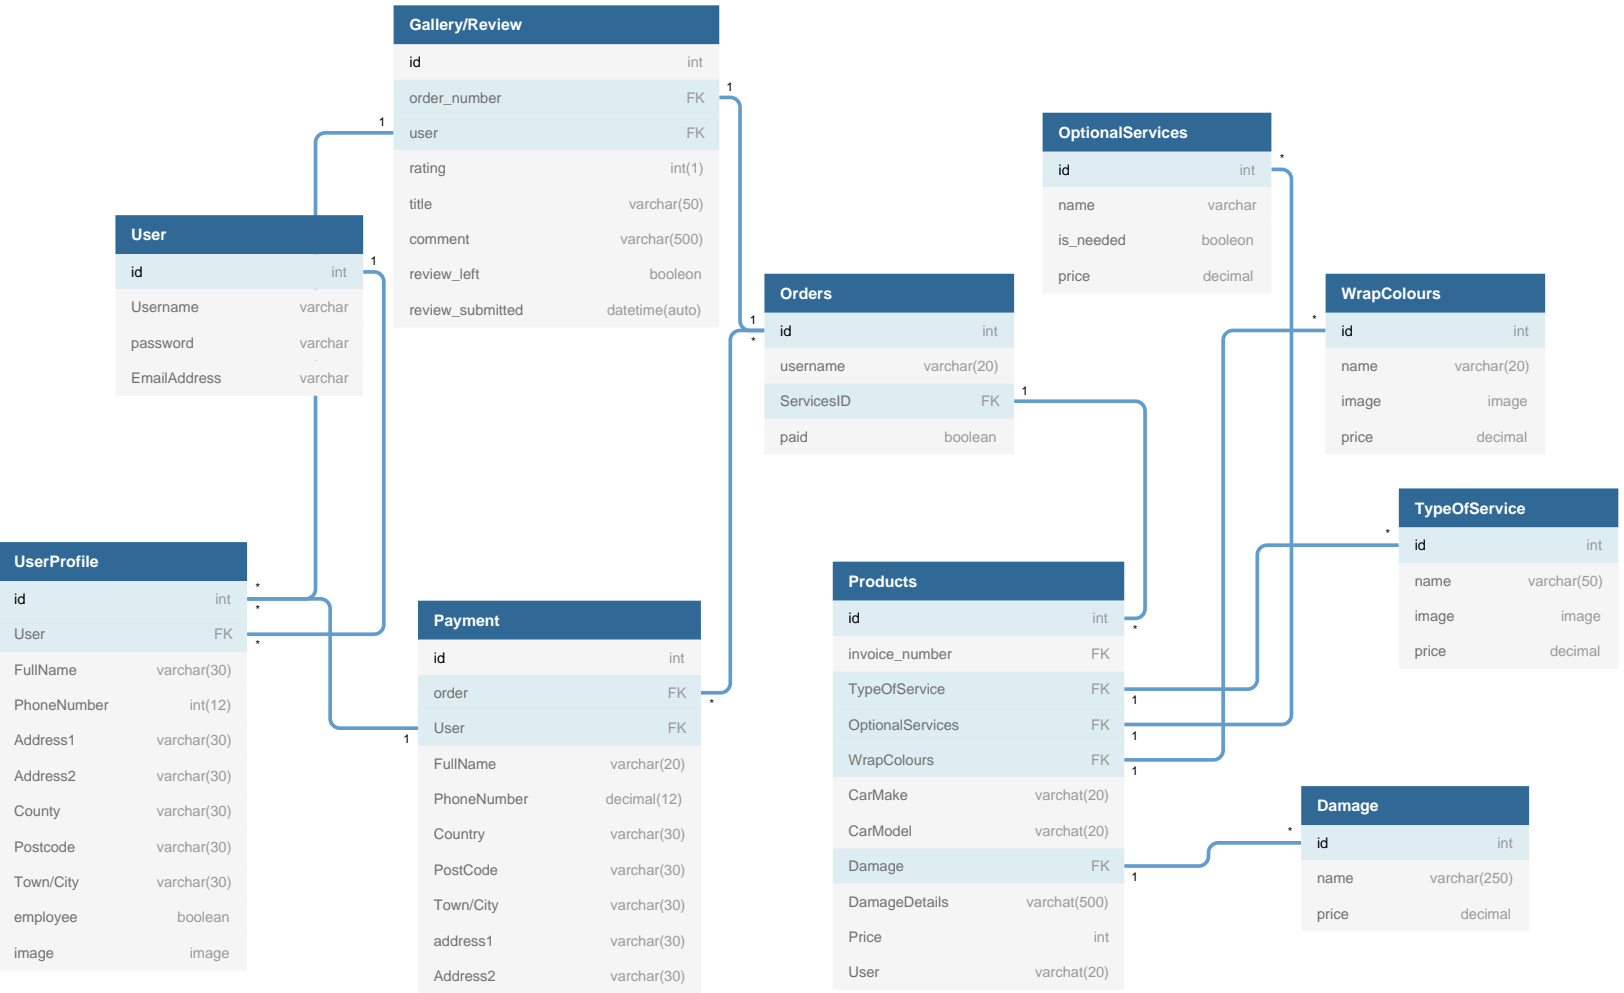 Gallery/Review
id int
order_number FK
user FK
rating int(1)
title varchar(50)
comment varchar(500)
review_left booleon
review_submitted datetime(auto)
1
1
User
id int
Username varchar
password varchar
EmailAddress varchar
1
OptionalServices
id int
name varchar
is_needed booleon
price decimal
*
Orders
id int
username varchar(20)
ServicesID FK
paid boolean
1
*
1
WrapColours
id int
name varchar(20)
image image
price decimal
*
TypeOfService
id int
name varchar(50)
image image
price decimal
*
UserProfile
id int
User FK
FullName varchar(30)
PhoneNumber int(12)
Address1 varchar(30)
Address2 varchar(30)
County varchar(30)
Postcode varchar(30)
Town/City varchar(30)
employee boolean
image image
*
*
*
Payment
id int
order FK
User FK
FullName varchar(20)
PhoneNumber decimal(12)
Country varchar(30)
PostCode varchar(30)
Town/City varchar(30)
address1 varchar(30)
Address2 varchar(30)
*
1
Products
id int
invoice_number FK
TypeOfService FK
OptionalServices FK
WrapColours FK
CarMake varchat(20)
CarModel varchat(20)
Damage FK
DamageDetails varchat(500)
Price int
User varchat(20)
*
1
1
1
1
Damage
id int
name varchar(250)
price decimal
*